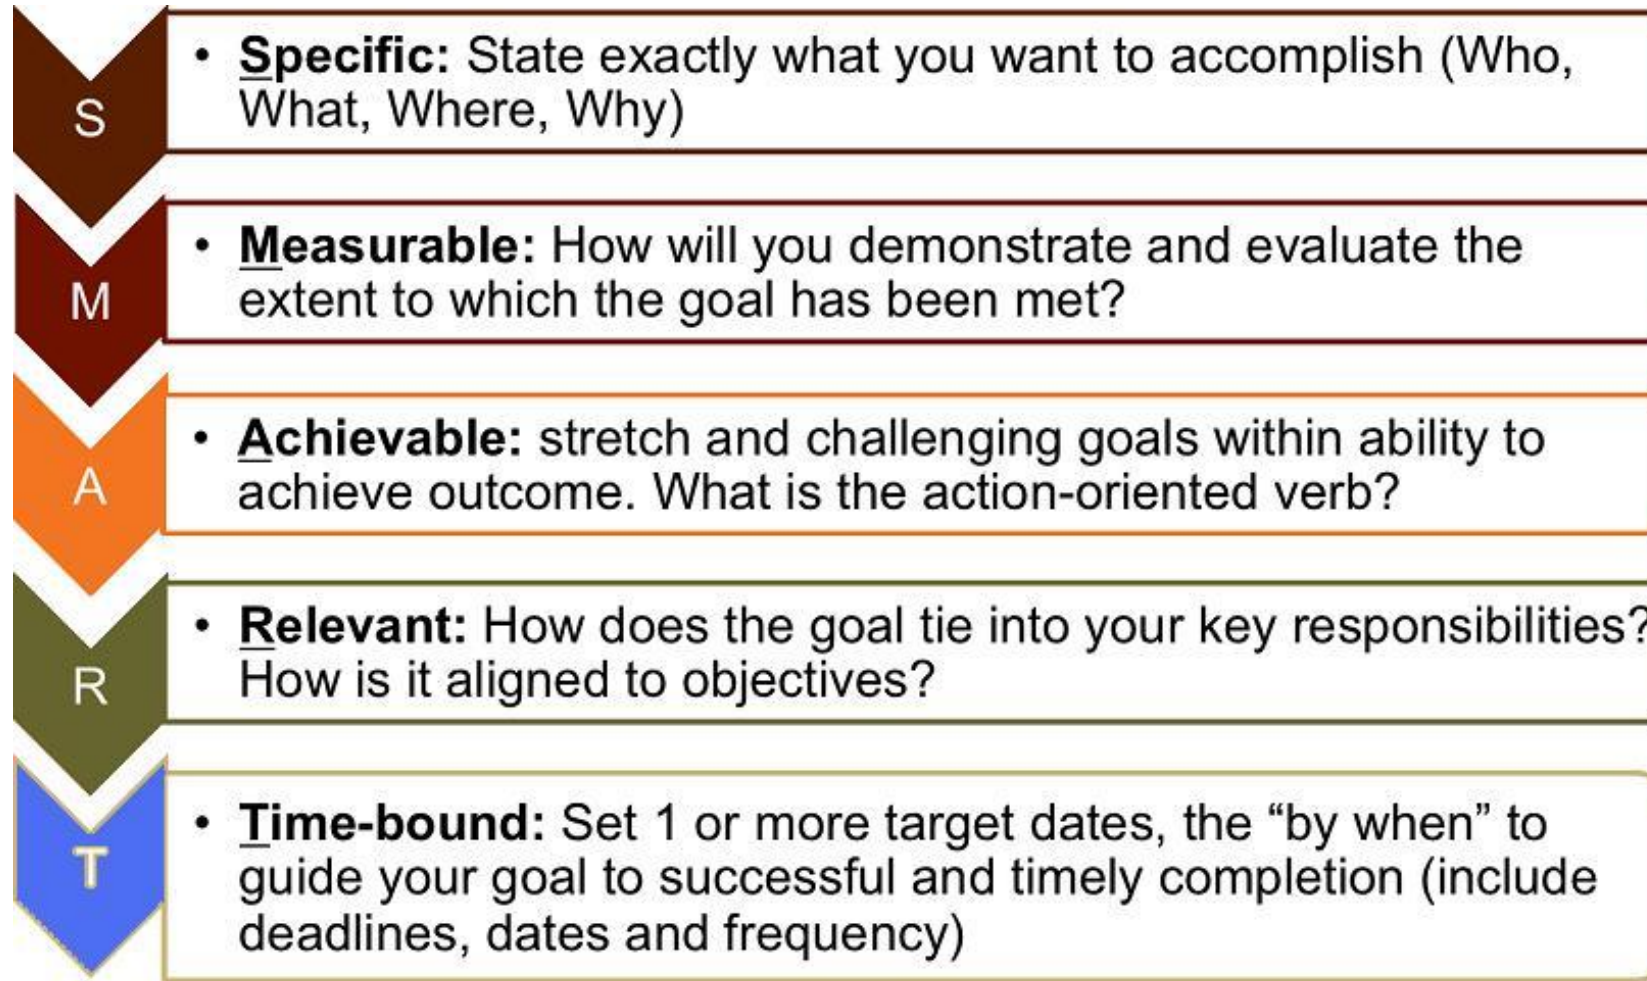 S
• Specific: State exactly what you want to accomplish (Who,
What, Where, Why)
M
• Measurable: How will you demonstrate and evaluate the
extent to which the goal has been met?
A
• Achievable: stretch and challenging goals within ability to
achieve outcome. What is the action-oriented verb?
R
• Relevant: How does the goal tie into your key responsibilities?
How is it aligned to objectives?
T
• Time-bound: Set 1 or more target dates, the “by when” to
guide your goal to successful and timely completion (include
deadlines, dates and frequency)